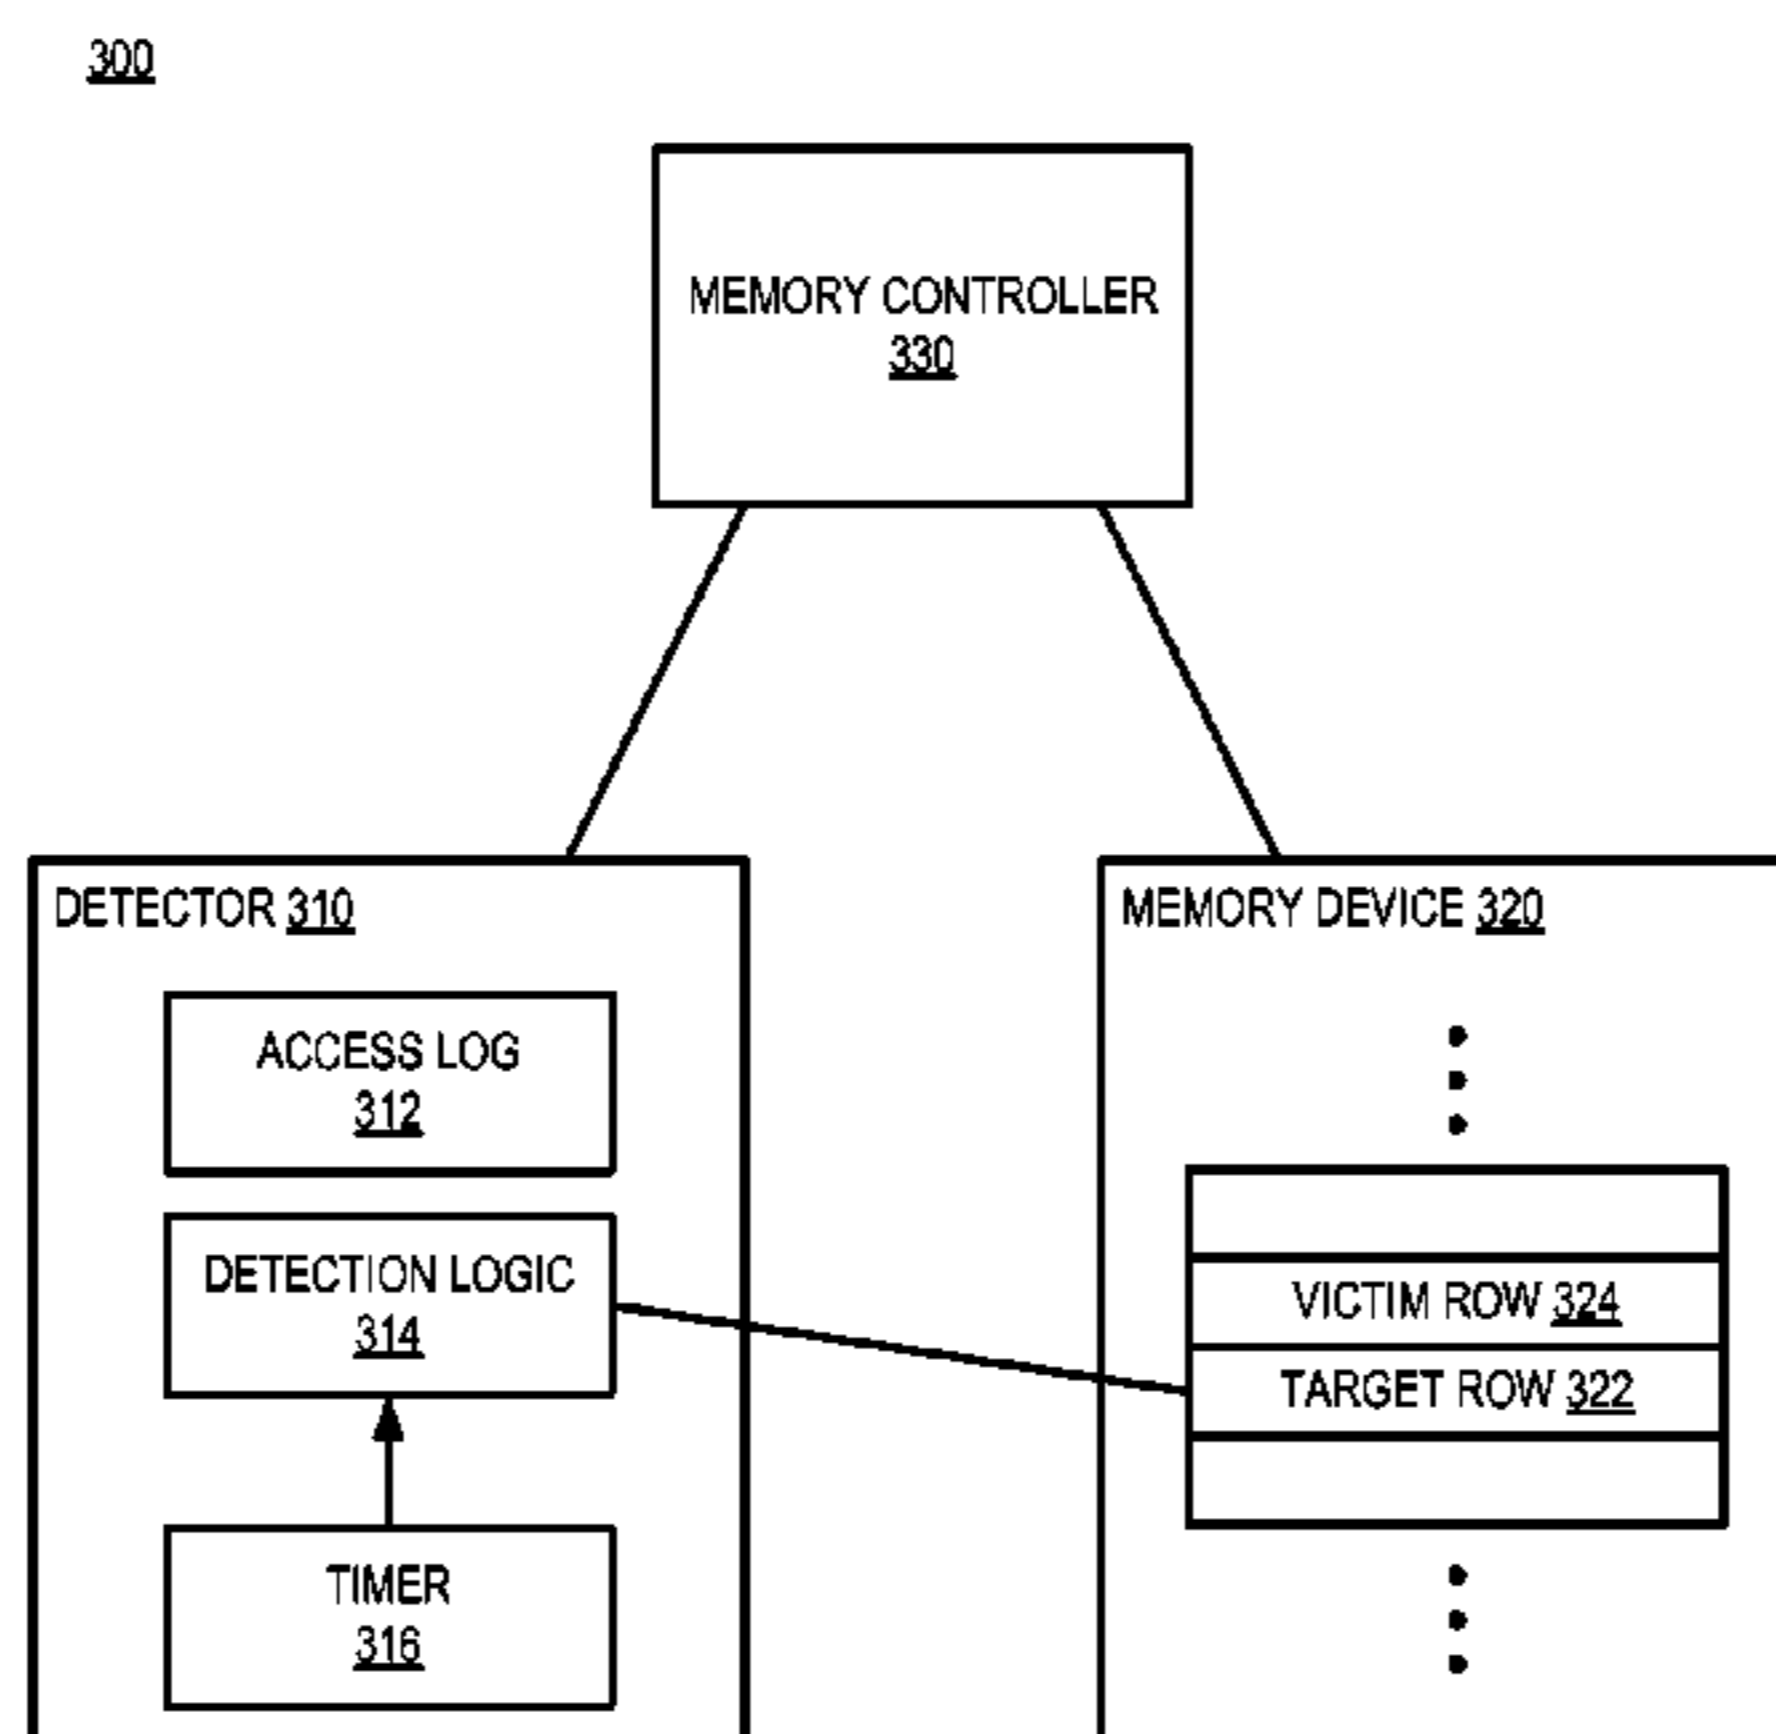 300
MEMORY CONTROLLER
330
DETECTOR 310
ACCESS LOG
312
DETECTION LOGIC
314
TIMER
316
MEMORY DEVICE 320
VICTIM ROW 324
TARGET ROW 322